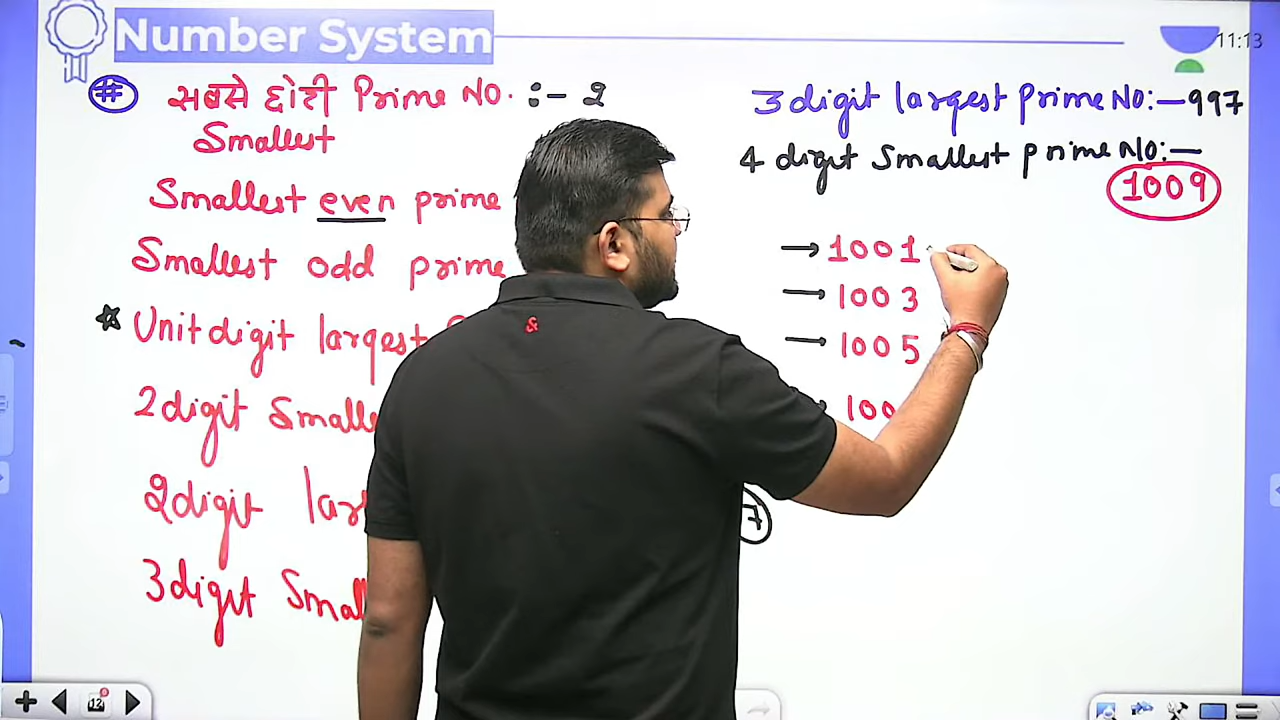 Number System
11:13
# सबसे छोटी Prime No. :- 2
Smallest
Smallest even prime
Smallest odd prime
☆ Unit digit largest
2 digit Smalle
2 digit lar
3 digit Smal
3 digit largest prime No:- 997
4 digit Smallest prime No:-
1009
→ 1001
→ 1003
→ 1005
100
7